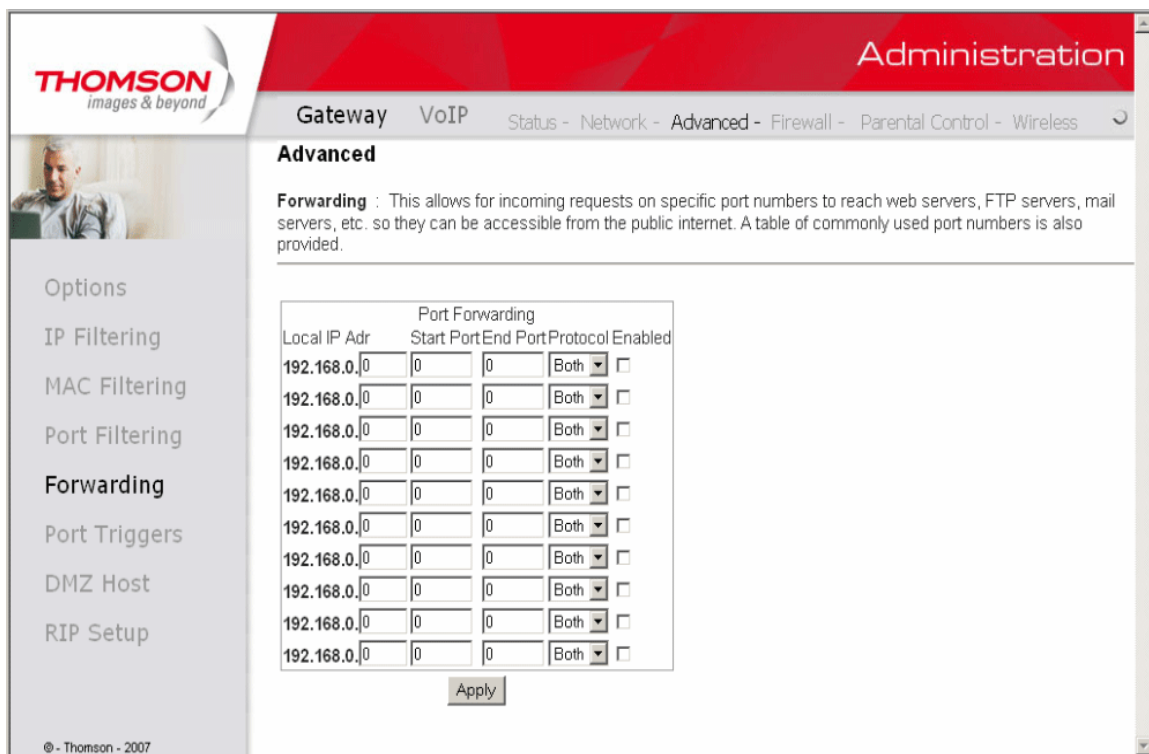 THOMSON
images & beyond
Administration
Gateway VoIP Status - Network - Advanced - Firewall - Parental Control - Wireless
Advanced
Forwarding : This allows for incoming requests on specific port numbers to reach web servers, FTP servers, mail
servers, etc. so they can be accessible from the public internet. A table of commonly used port numbers is also
provided.
Options
IP Filtering
MAC Filtering
Port Filtering
Forwarding
Port Triggers
DMZ Host
RIP Setup
Port Forwarding
Local IP Adr Start Port End Port Protocol Enabled
192.168.0. 0 0 0 Both
192.168.0. 0 0 0 Both
192.168.0. 0 0 0 Both
192.168.0. 0 0 0 Both
192.168.0. 0 0 0 Both
192.168.0. 0 0 0 Both
192.168.0. 0 0 0 Both
192.168.0. 0 0 0 Both
192.168.0. 0 0 0 Both
192.168.0. 0 0 0 Both
Apply
© - Thomson - 2007